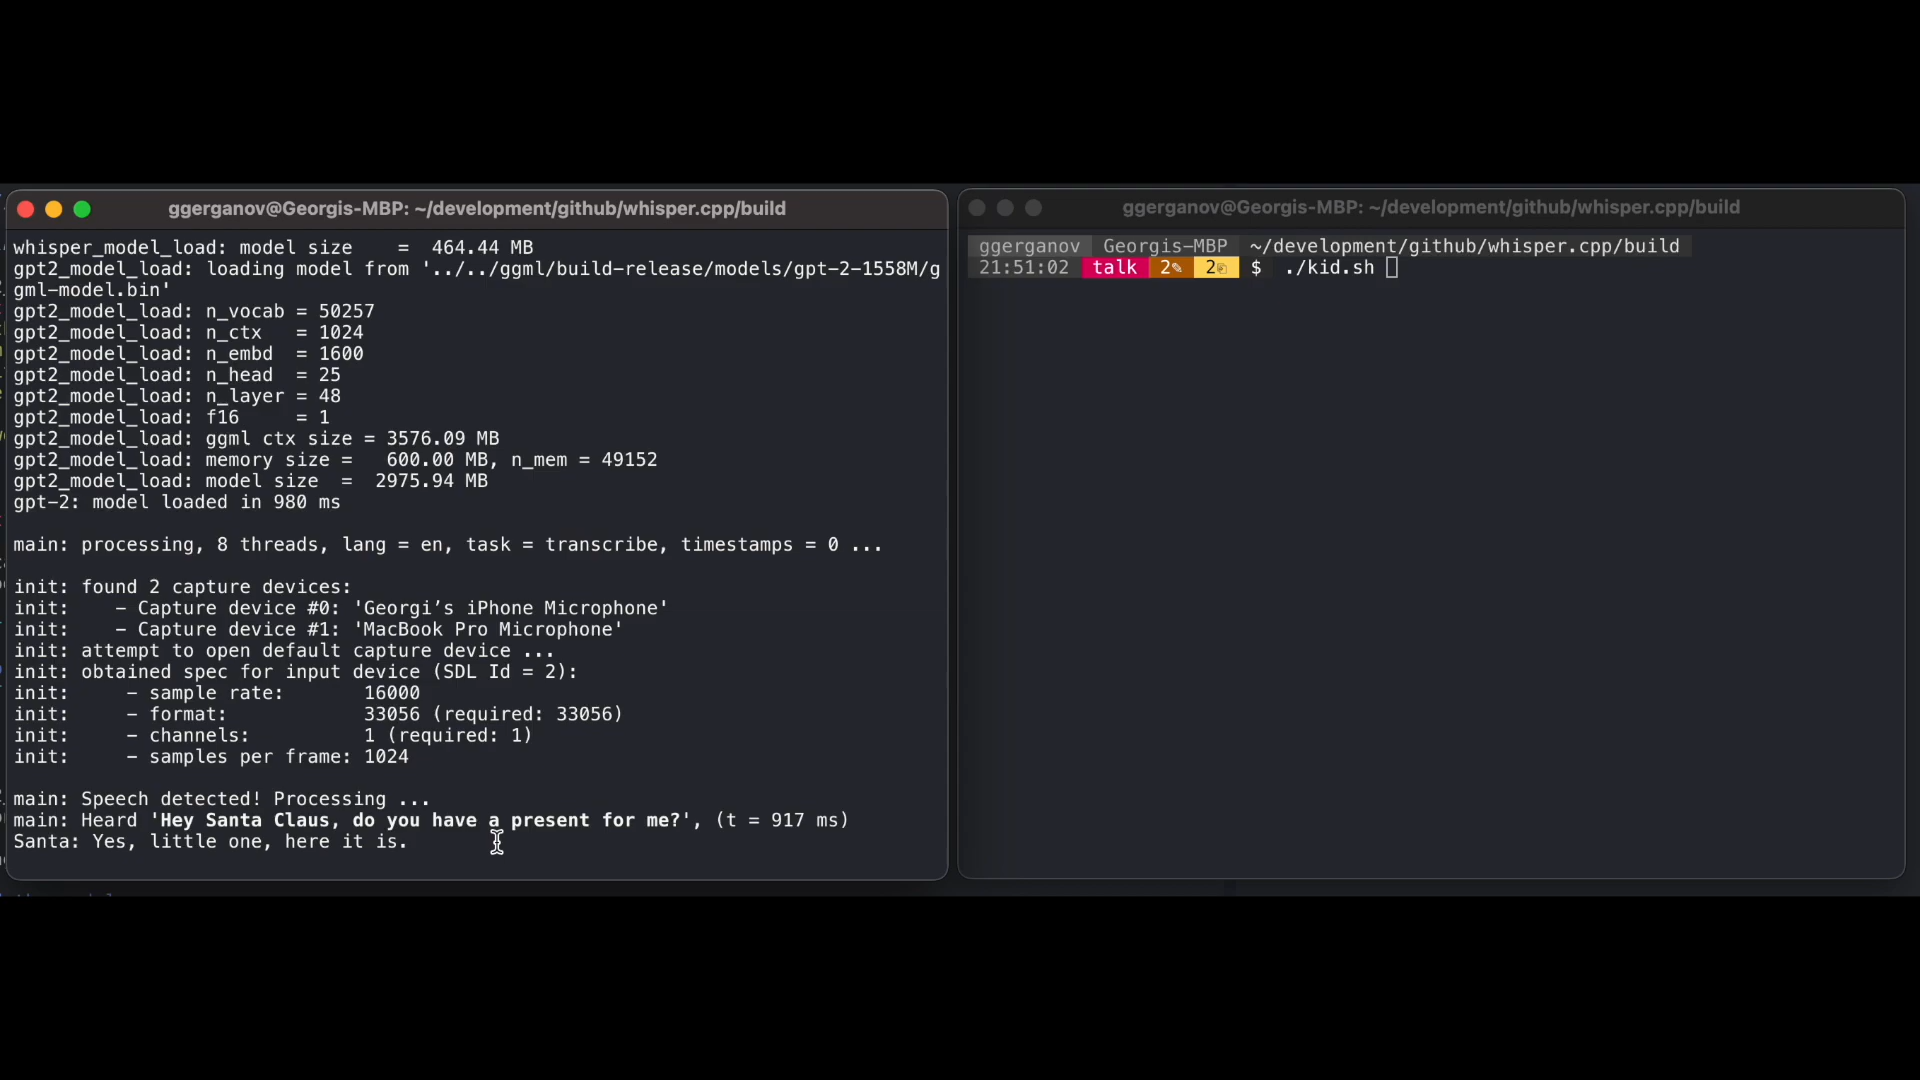 ggerganov@Georgis-MBP: ~/development/github/whisper.cpp/build
whisper_model_load: model size    =  464.44 MB
gpt2_model_load: loading model from '../../ggml/build-release/models/gpt-2-1558M/g
gml-model.bin'
gpt2_model_load: n_vocab = 50257
gpt2_model_load: n_ctx   = 1024
gpt2_model_load: n_embd  = 1600
gpt2_model_load: n_head  = 25
gpt2_model_load: n_layer = 48
gpt2_model_load: f16     = 1
gpt2_model_load: ggml ctx size = 3576.09 MB
gpt2_model_load: memory size =   600.00 MB, n_mem = 49152
gpt2_model_load: model size  =  2975.94 MB
gpt-2: model loaded in 980 ms
main: processing, 8 threads, lang = en, task = transcribe, timestamps = 0 ...
init: found 2 capture devices:
init:    - Capture device #0: 'Georgi’s iPhone Microphone'
init:    - Capture device #1: 'MacBook Pro Microphone'
init: attempt to open default capture device ...
init: obtained spec for input device (SDL Id = 2):
init:     - sample rate:       16000
init:     - format:            33056 (required: 33056)
init:     - channels:          1 (required: 1)
init:     - samples per frame: 1024
main: Speech detected! Processing ...
main: Heard 'Hey Santa Claus, do you have a present for me?', (t = 917 ms)
Santa: Yes, little one, here it is.
ggerganov@Georgis-MBP: ~/development/github/whisper.cpp/build
ggerganov Georgis-MBP ~/development/github/whisper.cpp/build
21:51:02 talk 2✎ 2 $ ./kid.sh